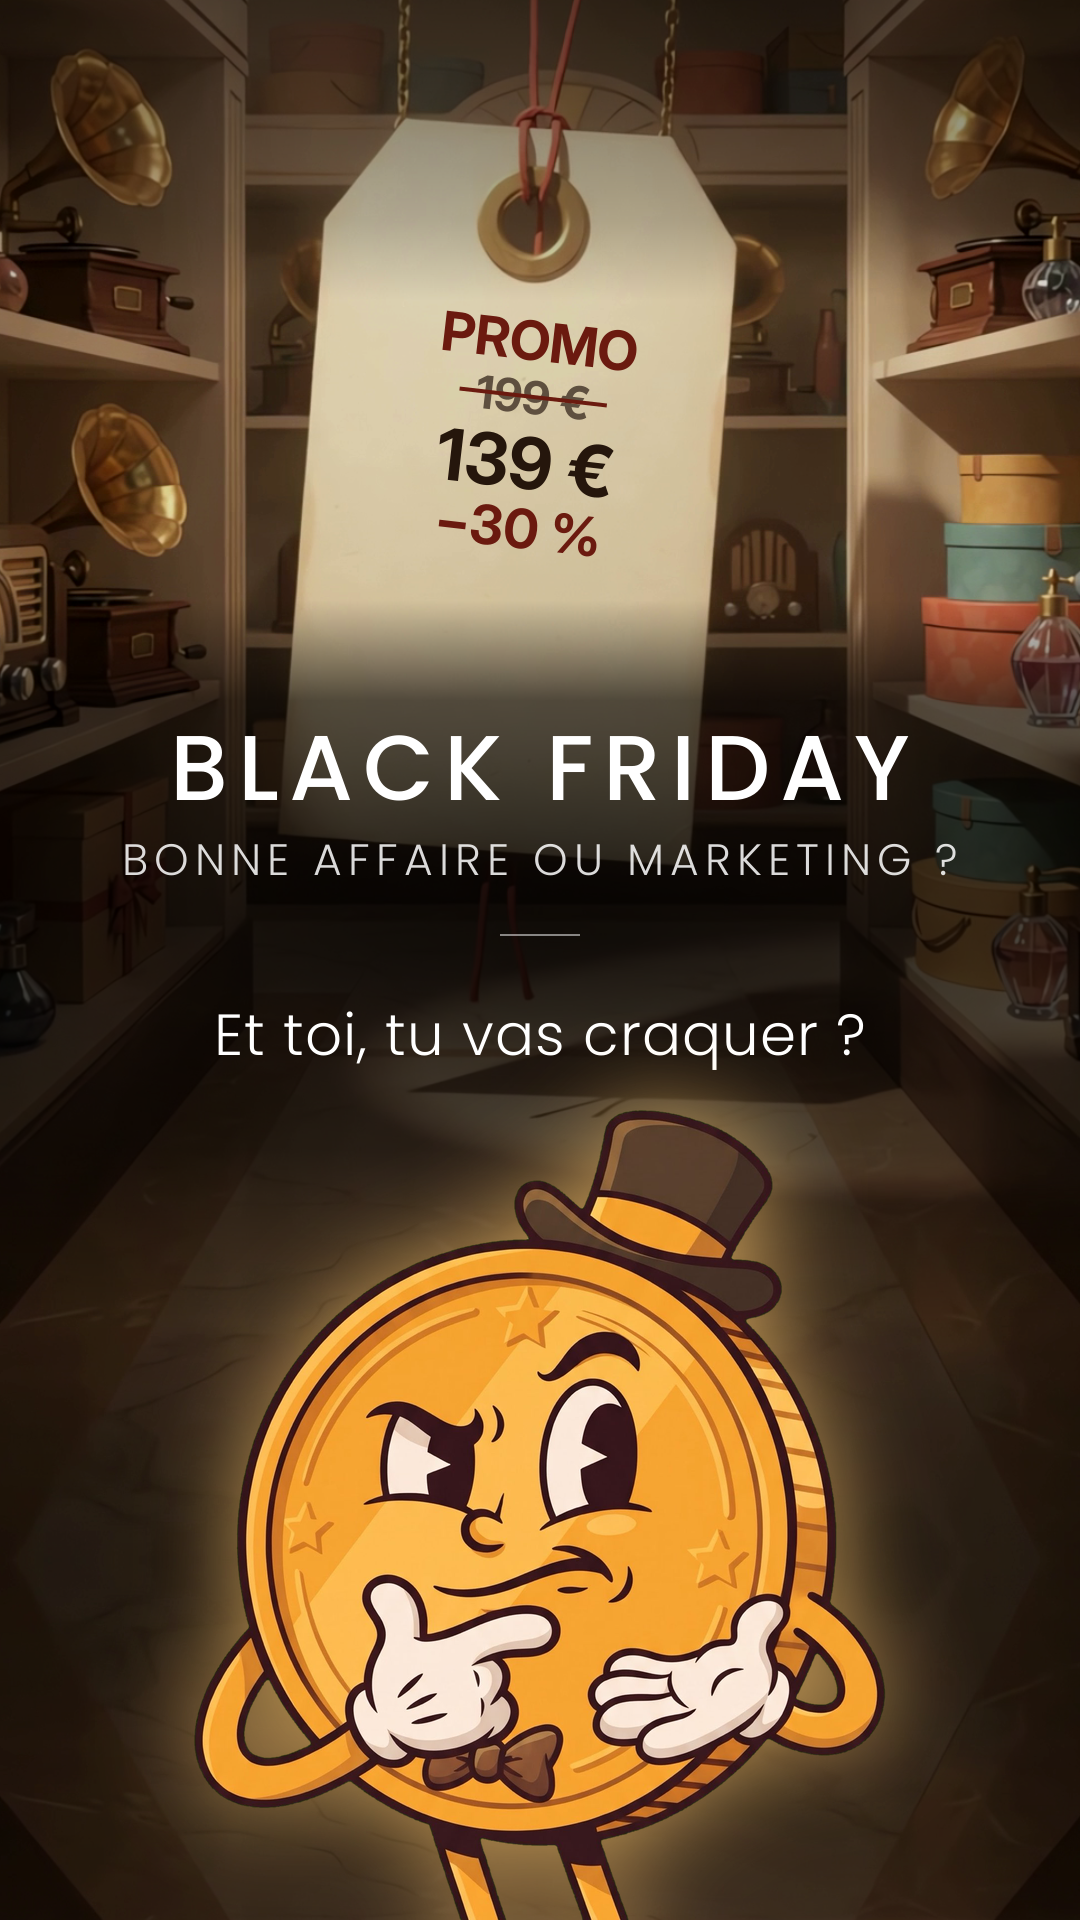 PROMO
199 €
139 €
−30 %
BLACK FRIDAY
BONNE AFFAIRE OU MARKETING ?
Et toi, tu vas craquer ?